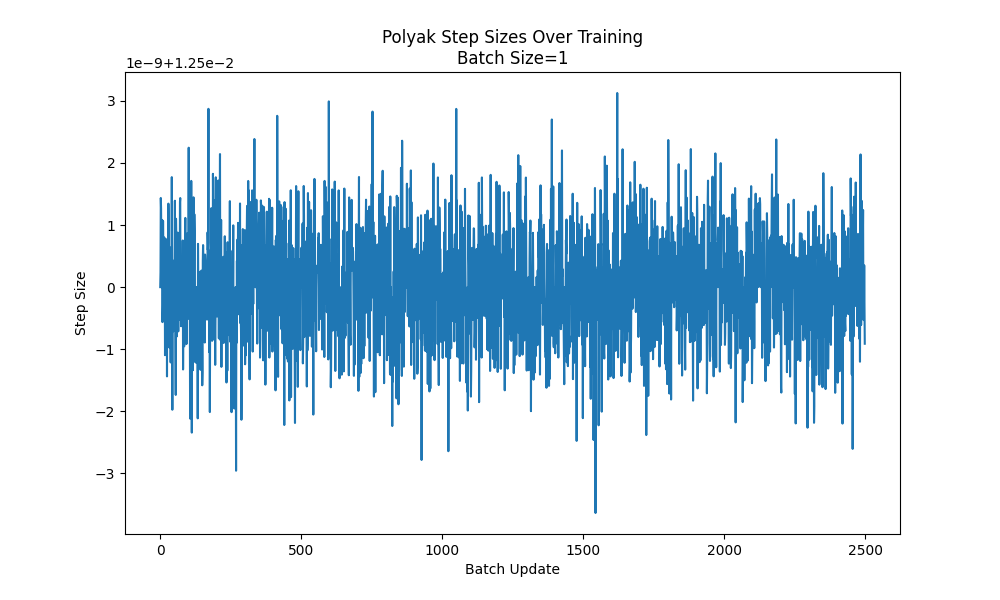 Polyak Step Sizes Over Training
Batch Size=1
1e−9+1.25e−2
3
2
1
0
−1
−2
−3
Step Size
0 500 1000 1500 2000 2500
Batch Update